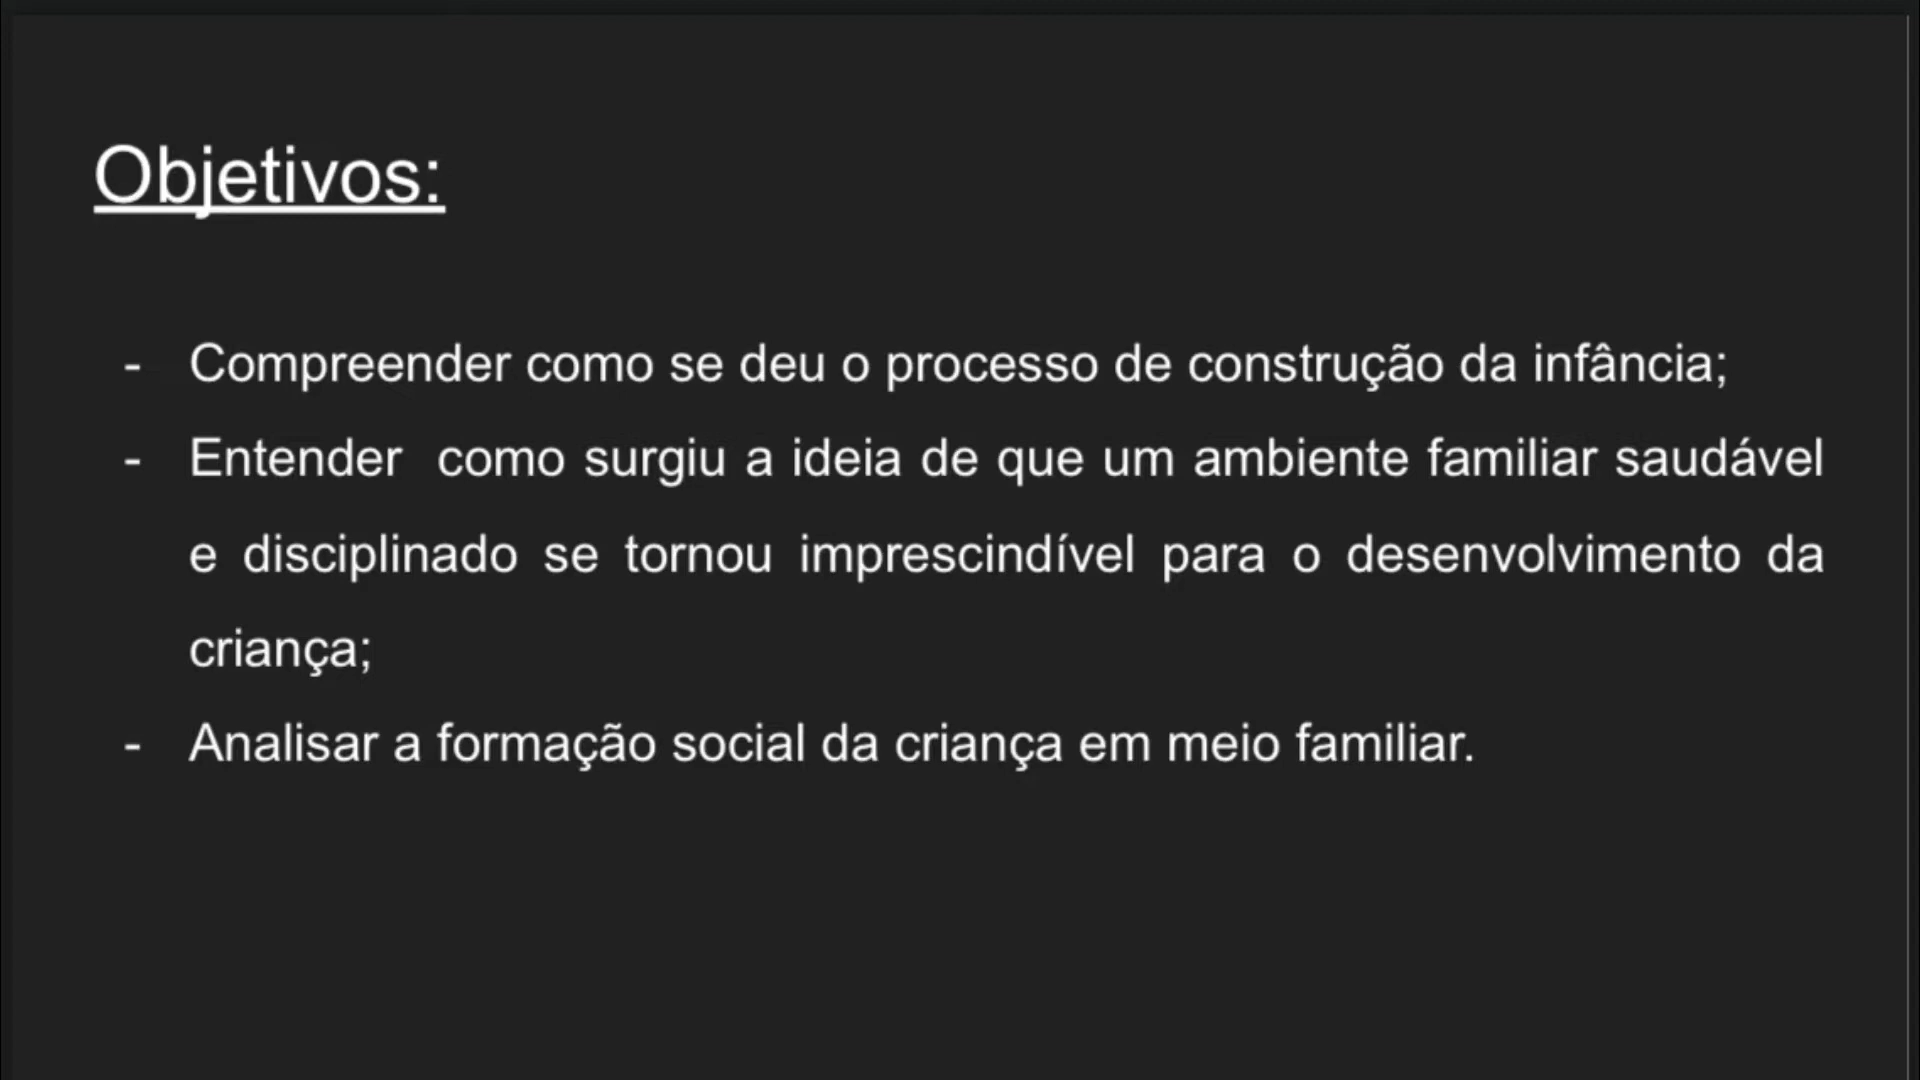 Objetivos:
- Compreender como se deu o processo de construção da infância;
- Entender como surgiu a ideia de que um ambiente familiar saudável
e disciplinado se tornou imprescindível para o desenvolvimento da
criança;
- Analisar a formação social da criança em meio familiar.